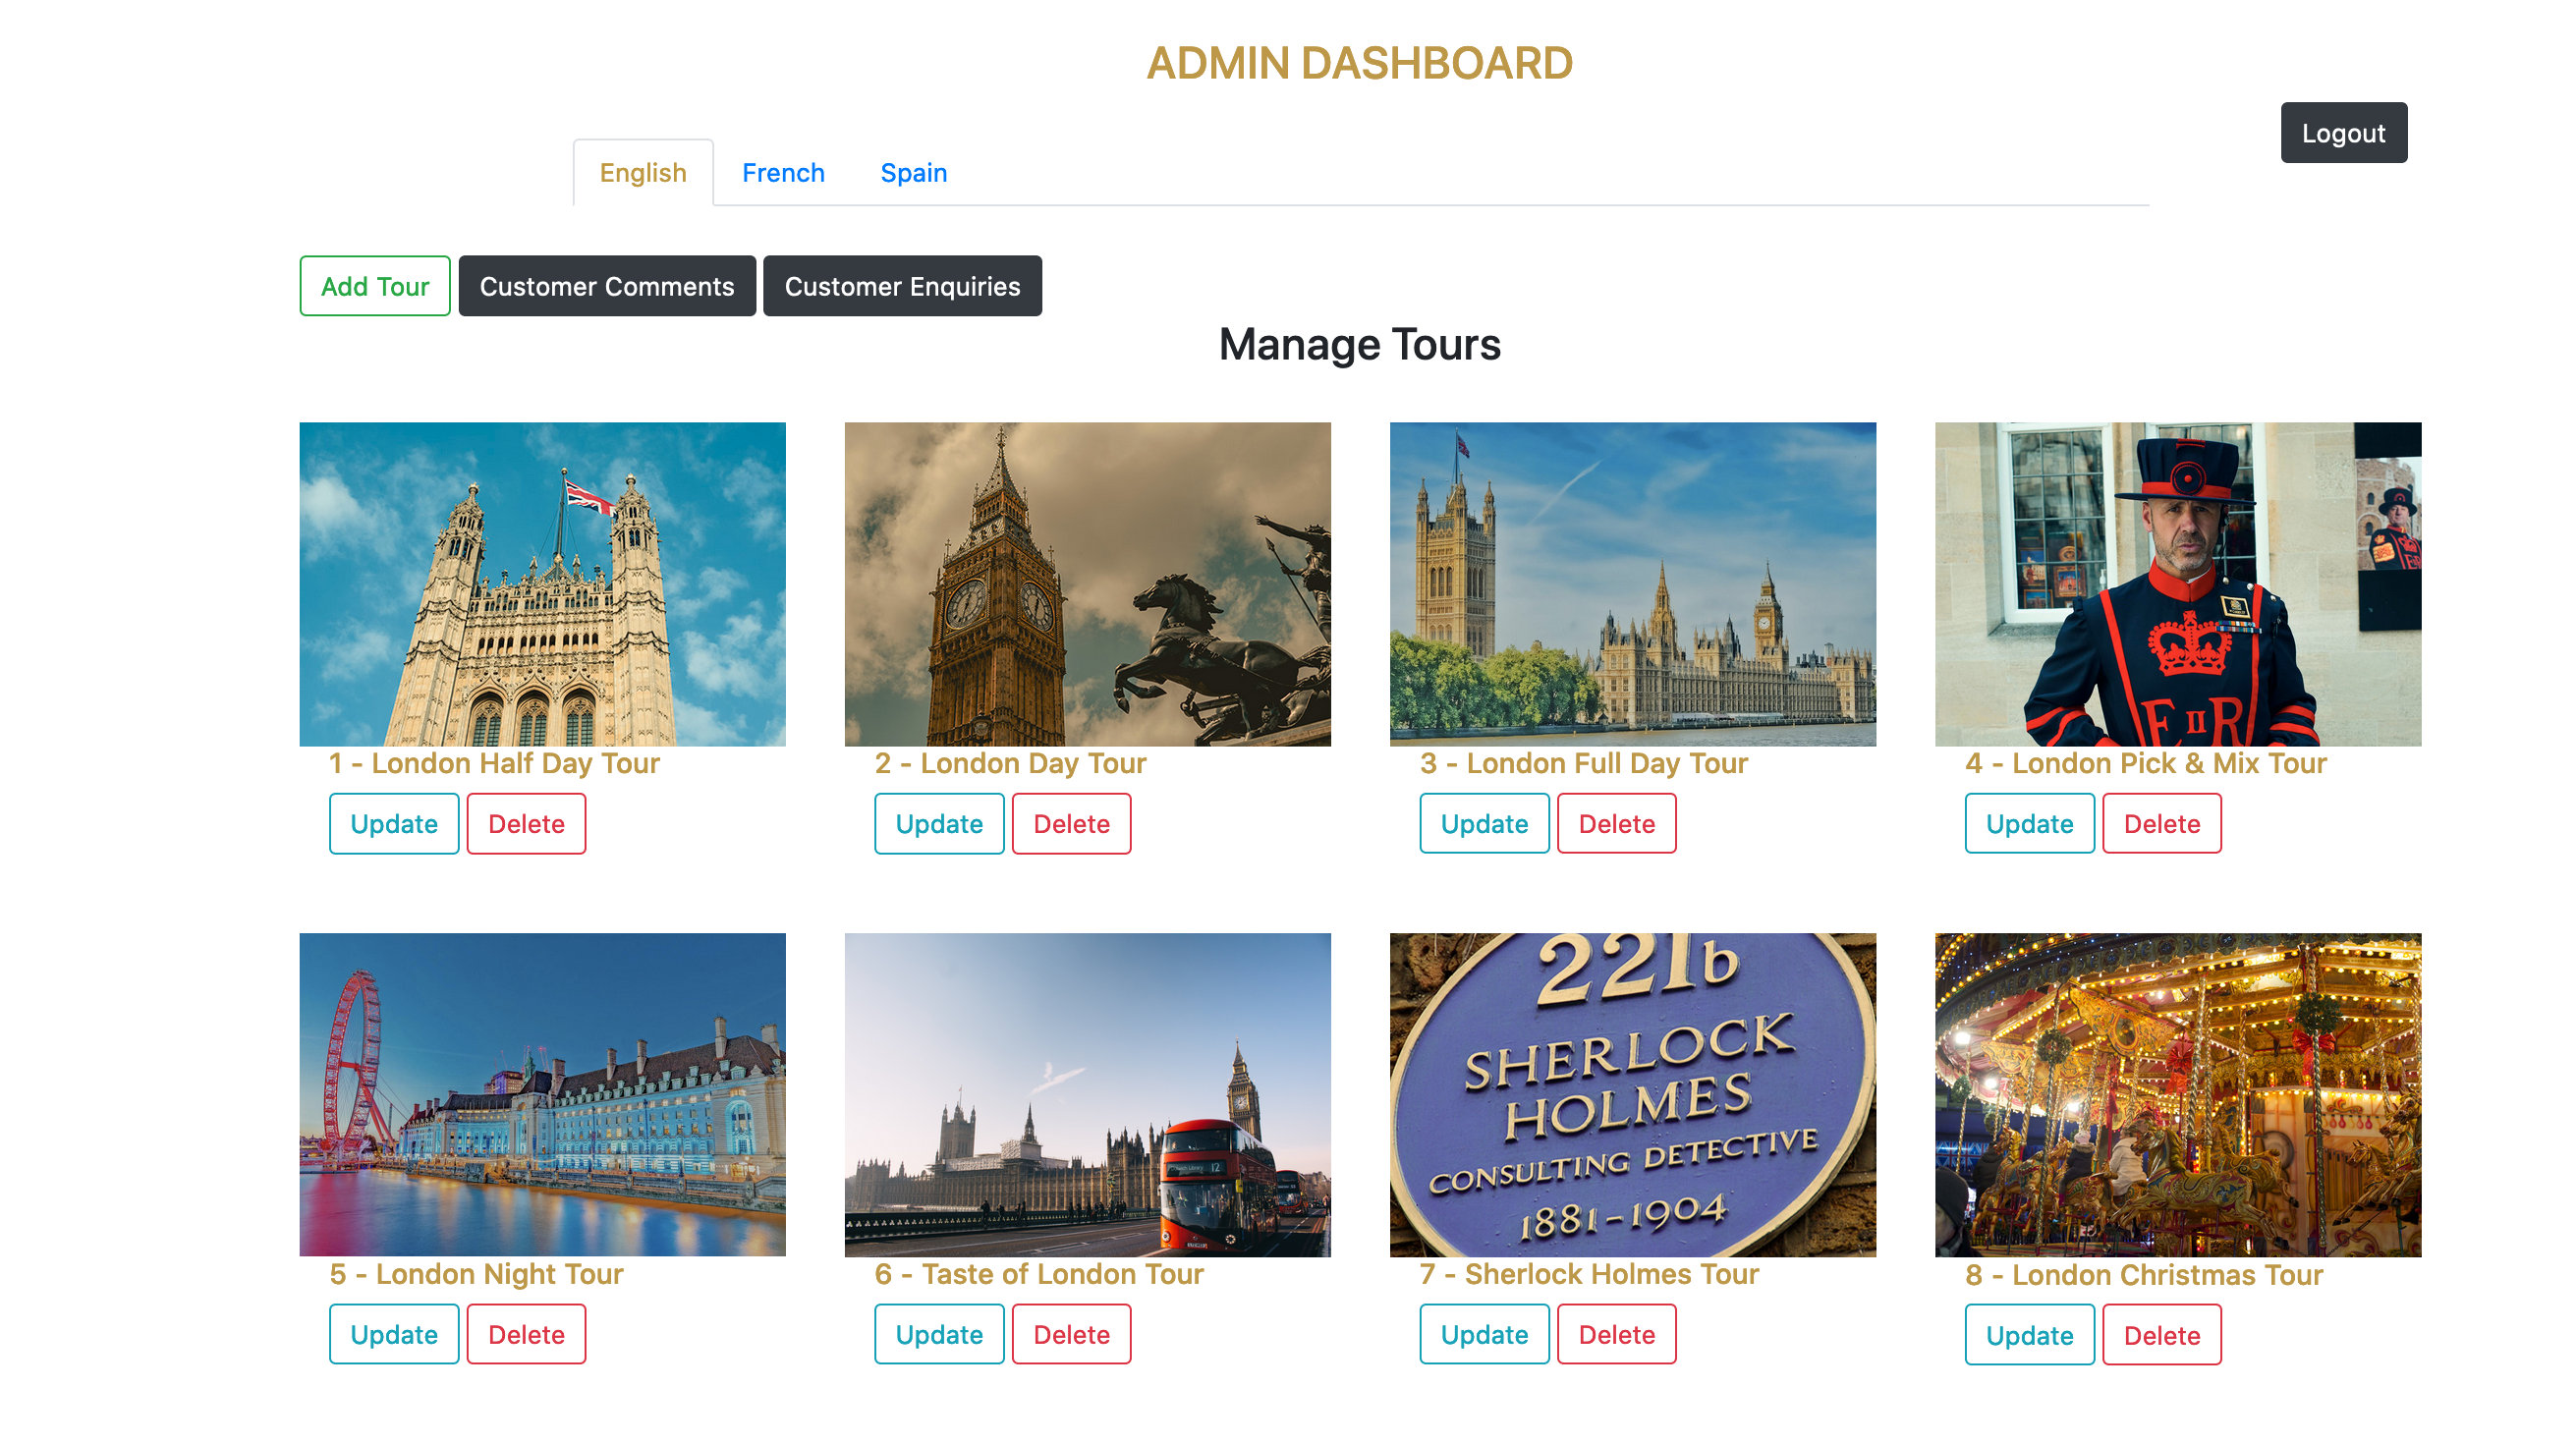 ADMIN DASHBOARD
Logout
English French Spain
Add Tour Customer Comments Customer Enquiries
Manage Tours
EIIR
1 - London Half Day Tour
2 - London Day Tour
3 - London Full Day Tour
4 - London Pick & Mix Tour
Update Delete
Update Delete
Update Delete
Update Delete
12
221b
SHERLOCK
HOLMES
CONSULTING DETECTIVE
1881-1904
5 - London Night Tour
6 - Taste of London Tour
7 - Sherlock Holmes Tour
8 - London Christmas Tour
Update Delete
Update Delete
Update Delete
Update Delete